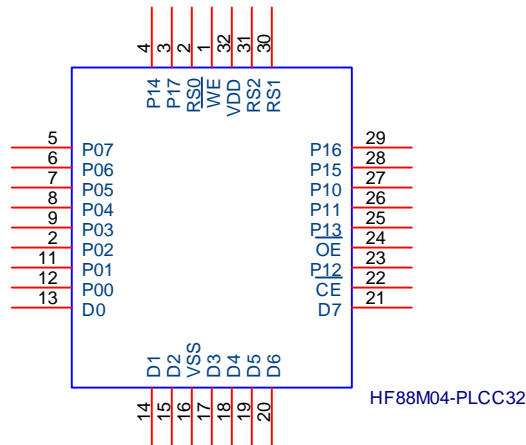 4 3 2 1 32 31 30
P14 P17 RS0 WE VDD RS2 RS1
5 P07 P16 29
6 P06 P15 28
7 P05 P10 27
8 P04 P11 26
9 P03 P13 25
2 P02 OE 24
11 P01 P12 23
12 P00 CE 22
13 D0 D7 21
D1 D2 VSS D3 D4 D5 D6
14 15 16 17 18 19 20
HF88M04-PLCC32